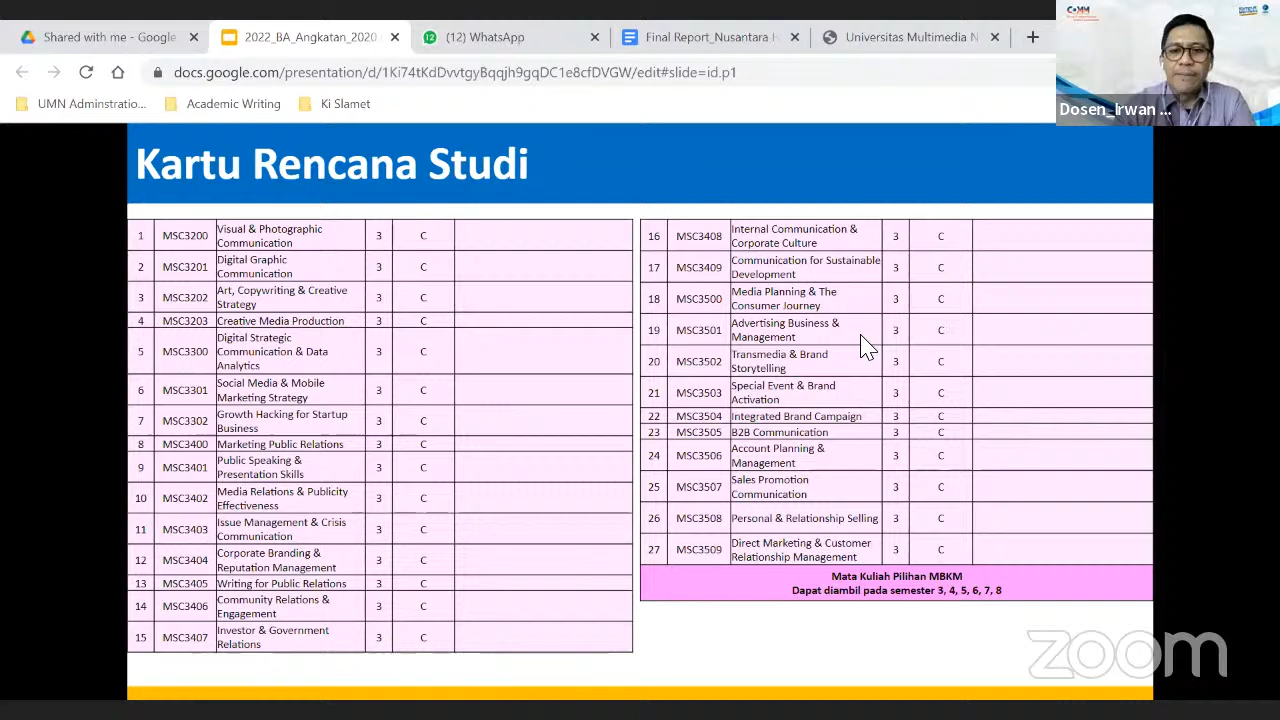 Shared with me - Google
2022_BA_Angkatan_2020
(12) WhatsApp
Final Report_Nusantara
Universitas Multimedia N
docs.google.com/presentation/d/1Ki74tKdDvvtgyBqqjh9gqDC1e8cfDVGW/edit#slide=id.p1
UMN Adminstratio...
Academic Writing
Ki Slamet
COMM
Dosen_Irwan ...
Kartu Rencana Studi
1 MSC3200 Visual & Photographic Communication 3 C
2 MSC3201 Digital Graphic Communication 3 C
3 MSC3202 Art, Copywriting & Creative Strategy 3 C
4 MSC3203 Creative Media Production 3 C
5 MSC3300 Digital Strategic Communication & Data Analytics 3 C
6 MSC3301 Social Media & Mobile Marketing Strategy 3 C
7 MSC3302 Growth Hacking for Startup Business 3 C
8 MSC3400 Marketing Public Relations 3 C
9 MSC3401 Public Speaking & Presentation Skills 3 C
10 MSC3402 Media Relations & Publicity Effectiveness 3 C
11 MSC3403 Issue Management & Crisis Communication 3 C
12 MSC3404 Corporate Branding & Reputation Management 3 C
13 MSC3405 Writing for Public Relations 3 C
14 MSC3406 Community Relations & Engagement 3 C
15 MSC3407 Investor & Government Relations 3 C
16 MSC3408 Internal Communication & Corporate Culture 3 C
17 MSC3409 Communication for Sustainable Development 3 C
18 MSC3500 Media Planning & The Consumer Journey 3 C
19 MSC3501 Advertising Business & Management 3 C
20 MSC3502 Transmedia & Brand Storytelling 3 C
21 MSC3503 Special Event & Brand Activation 3 C
22 MSC3504 Integrated Brand Campaign 3 C
23 MSC3505 B2B Communication 3 C
24 MSC3506 Account Planning & Management 3 C
25 MSC3507 Sales Promotion Communication 3 C
26 MSC3508 Personal & Relationship Selling 3 C
27 MSC3509 Direct Marketing & Customer Relationship Management 3 C
Mata Kuliah Pilihan MBKM
Dapat diambil pada semester 3, 4, 5, 6, 7, 8
zoom